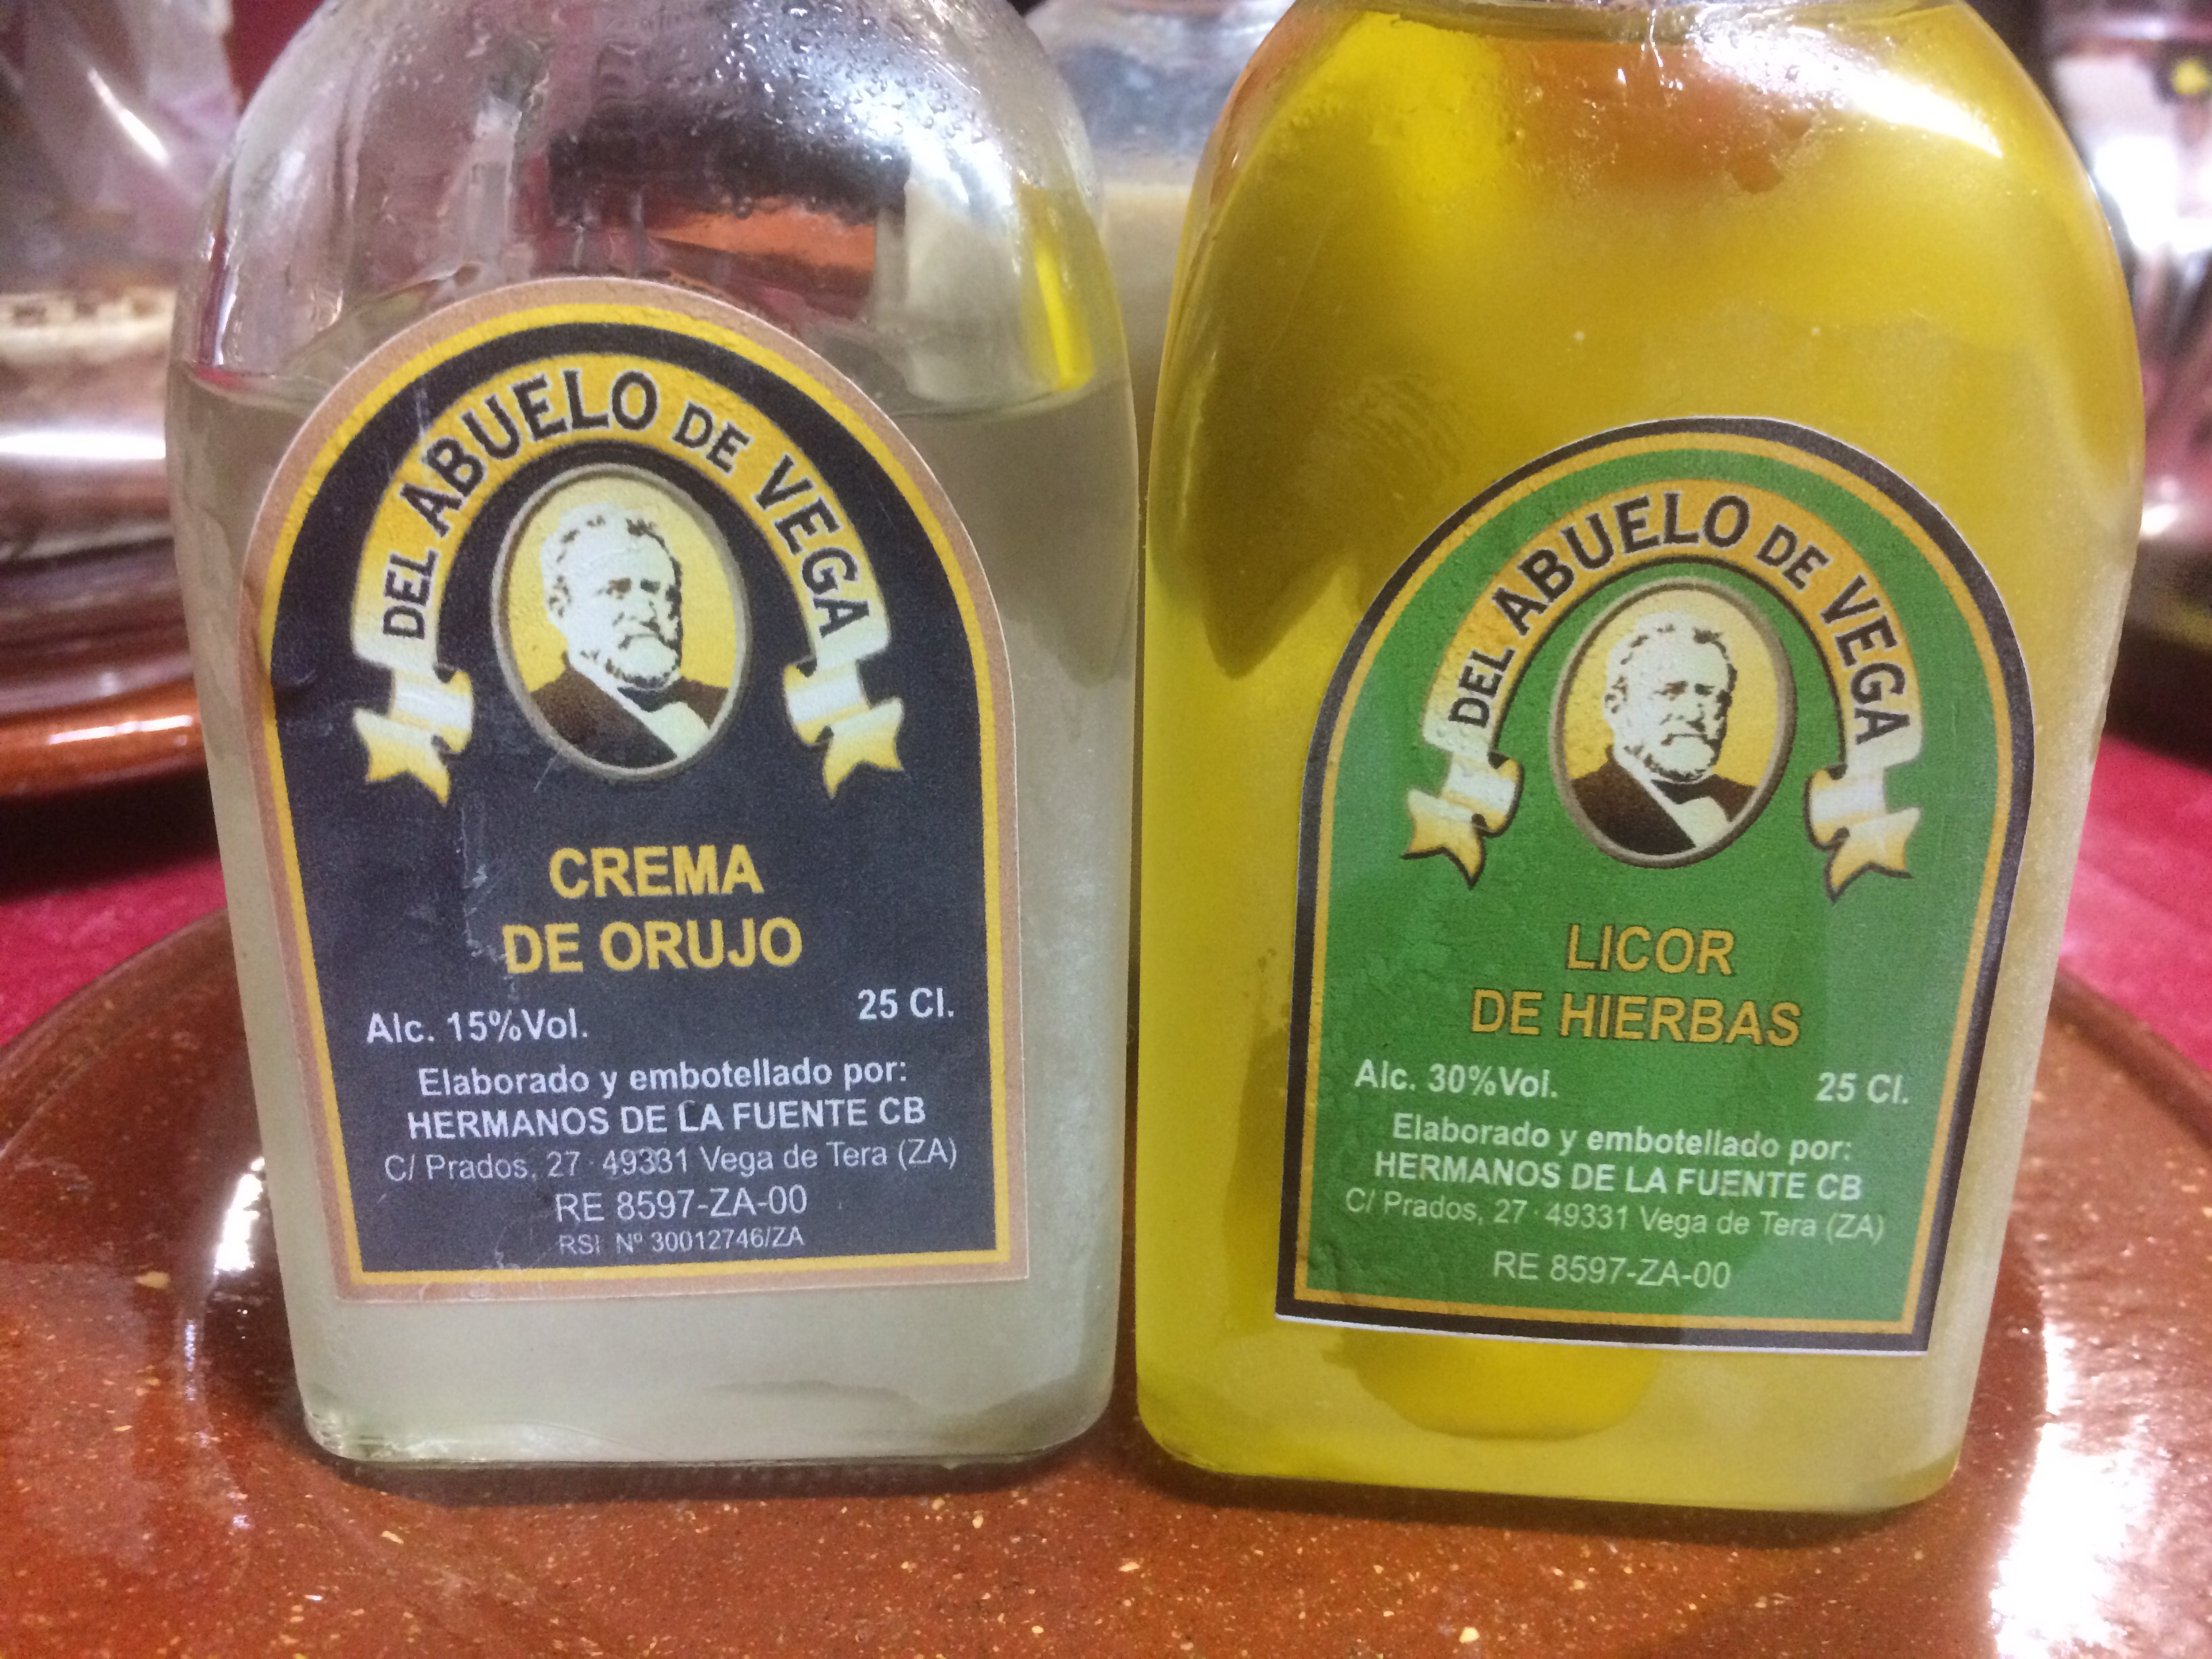 DEL ABUELO DE VEGA
CREMA
DE ORUJO
Alc. 15%Vol.
25 Cl.
Elaborado y embotellado por:
HERMANOS DE LA FUENTE CB
C/ Prados, 27 · 49331 Vega de Tera (ZA)
RE 8597-ZA-00
RSI Nº 30012746/ZA
DEL ABUELO DE VEGA
LICOR
DE HIERBAS
Alc. 30%Vol.
25 Cl.
Elaborado y embotellado por:
HERMANOS DE LA FUENTE CB
C/ Prados, 27 · 49331 Vega de Tera (ZA)
RE 8597-ZA-00